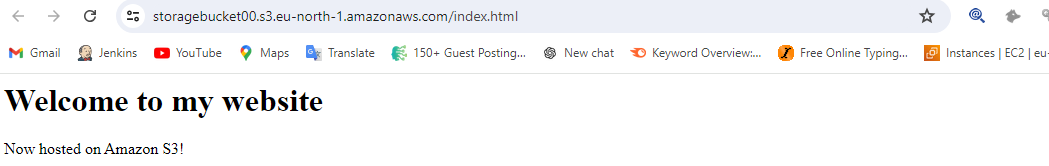 storagebucket00.s3.eu-north-1.amazonaws.com/index.html
Gmail Jenkins YouTube Maps Translate 150+ Guest Posting... New chat Keyword Overview:... Free Online Typing... Instances | EC2 | eu-
Welcome to my website
Now hosted on Amazon S3!